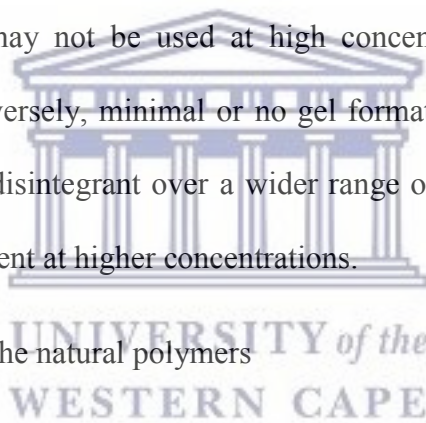 may not be used at high concen
versely, minimal or no gel format
disintegrant over a wider range o
ent at higher concentrations.
he natural polymers
UNIVERSITY of the
WESTERN CAPE